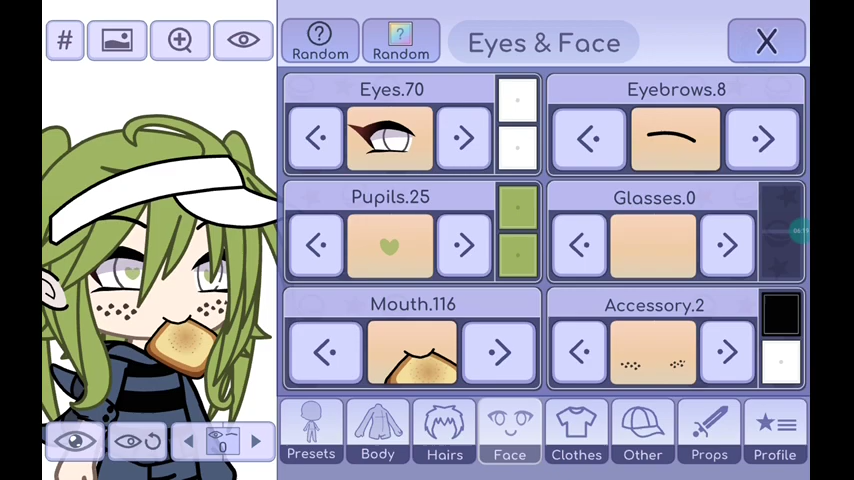 #
? Random
? Random
Eyes & Face
X
Eyes.70
Eyebrows.8
Pupils.25
Glasses.0
Mouth.116
Accessory.2
0
Presets
Body
Hairs
Face
Clothes
Other
Props
Profile